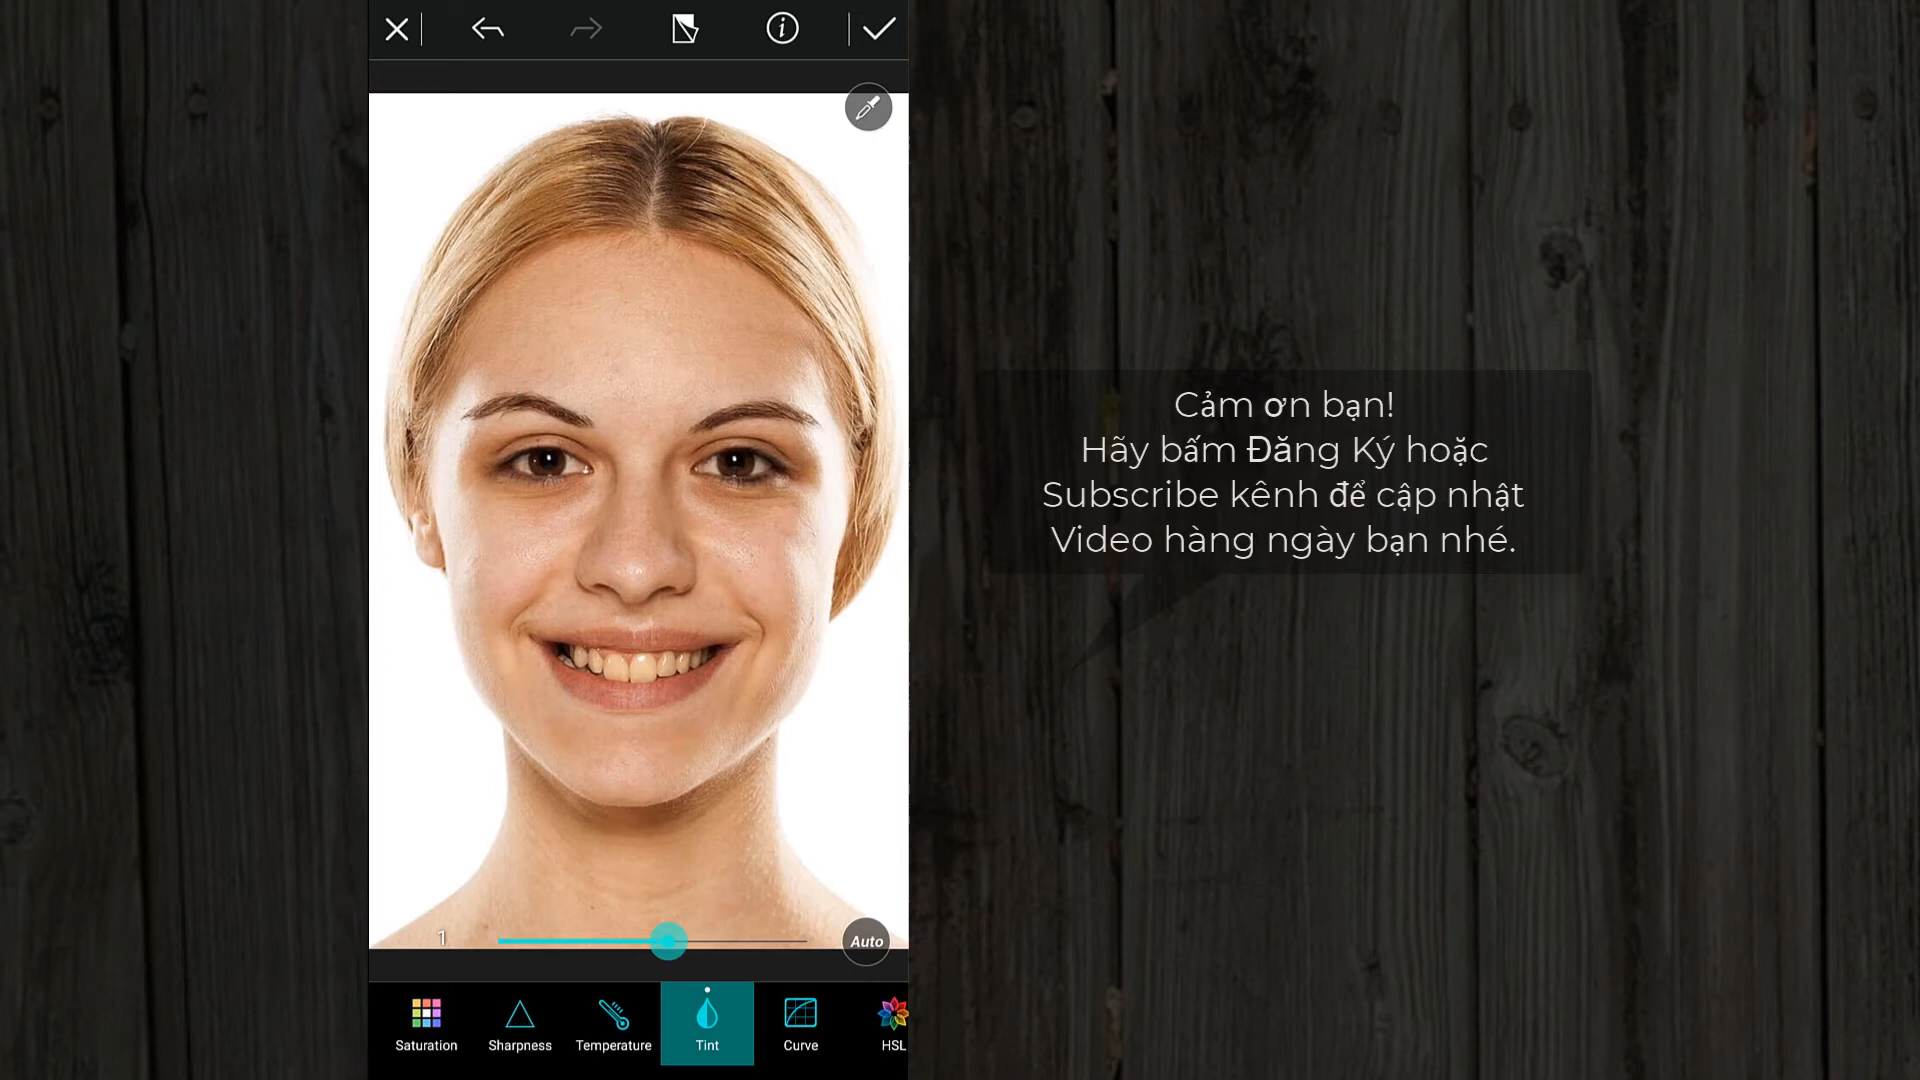 Cảm ơn bạn!
Hãy bấm Đăng Ký hoặc
Subscribe kênh để cập nhật
Video hàng ngày bạn nhé.
1
Auto
Saturation
Sharpness
Temperature
Tint
Curve
HSL